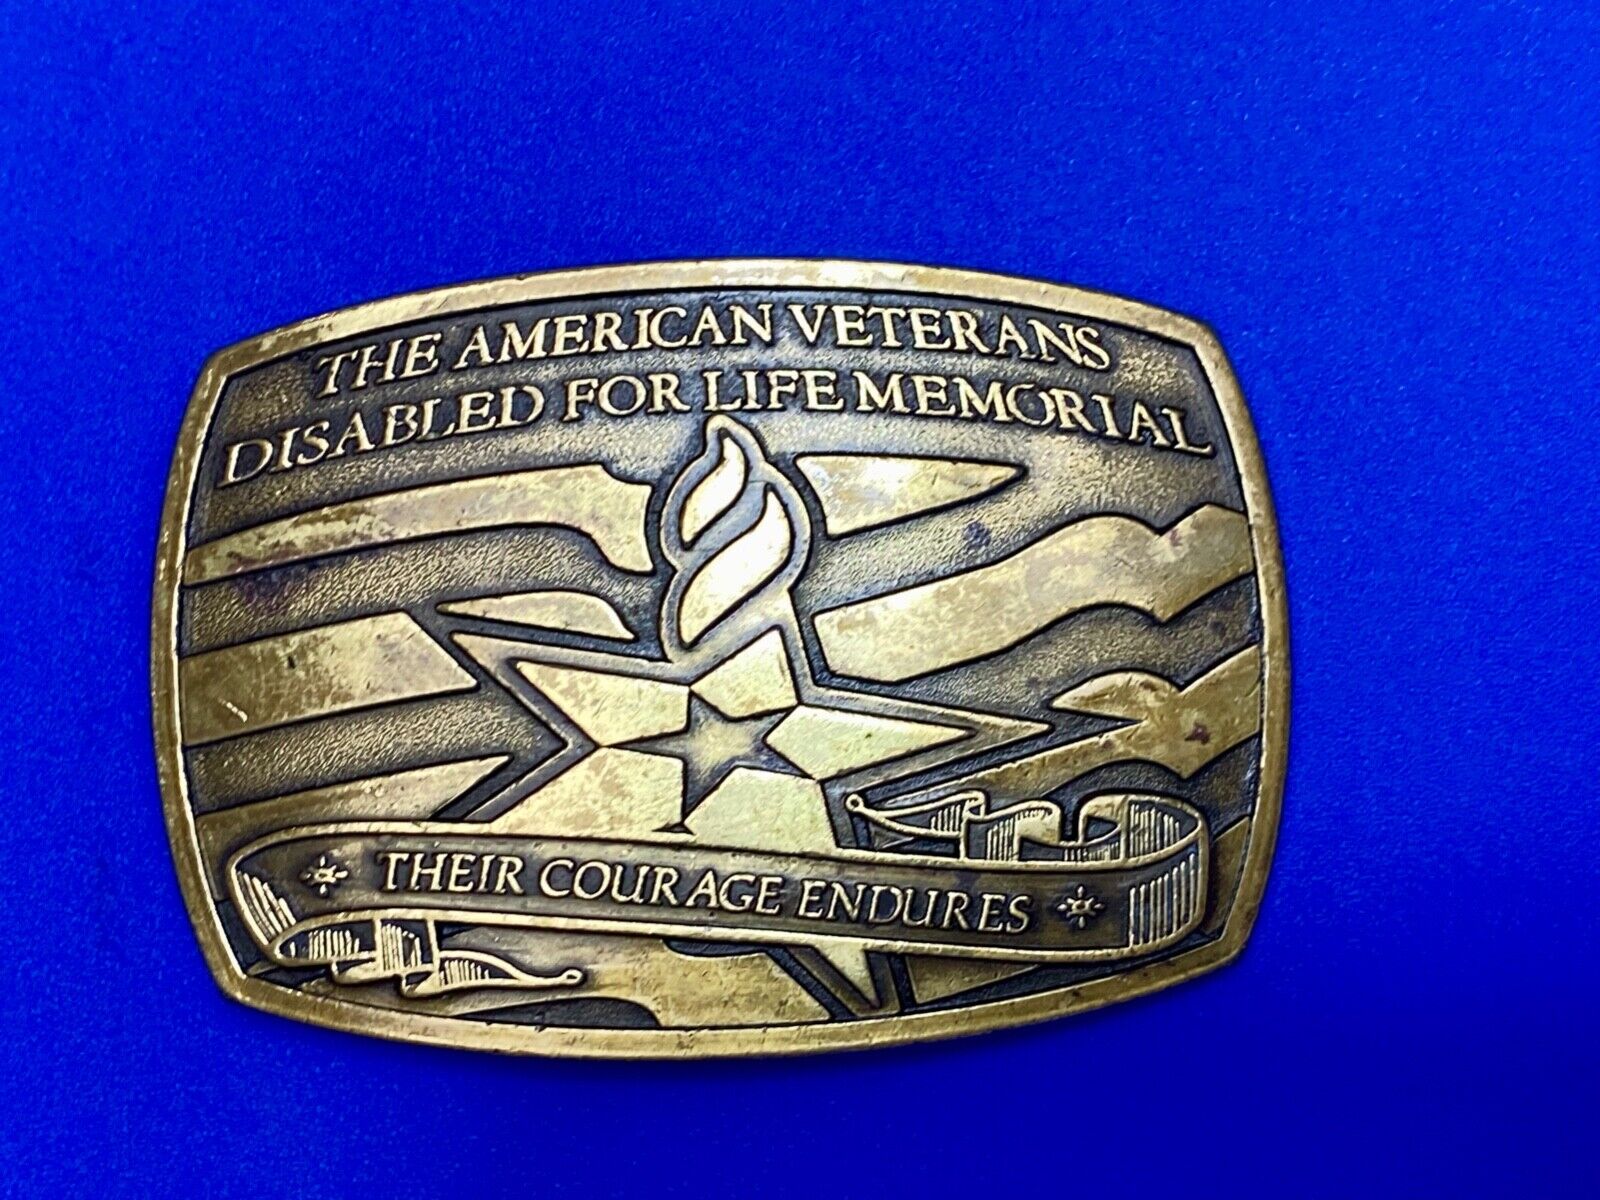 THE AMERICAN VETERANS
DISABLED FOR LIFE MEMORIAL
THEIR COURAGE ENDURES